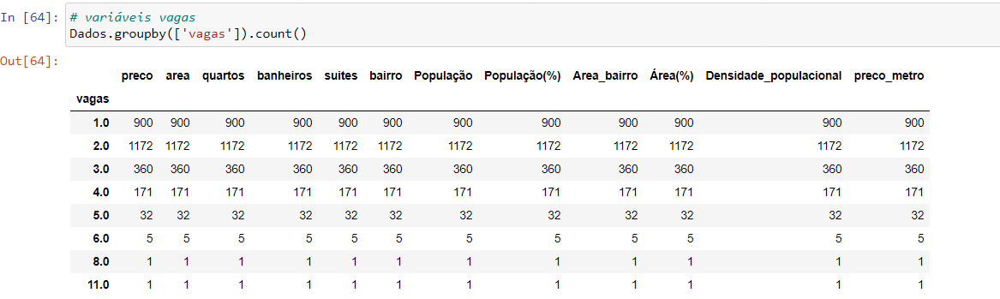 In [64]: # variáveis vagas
Dados.groupby(['vagas']).count()
Out[64]:
preco area quartos banheiros suites bairro População População(%) Area_bairro Área(%) Densidade_populacional preco_metro
vagas
1.0 900 900 900 900 900 900 900 900 900 900 900 900
2.0 1172 1172 1172 1172 1172 1172 1172 1172 1172 1172 1172 1172
3.0 360 360 360 360 360 360 360 360 360 360 360 360
4.0 171 171 171 171 171 171 171 171 171 171 171 171
5.0 32 32 32 32 32 32 32 32 32 32 32 32
6.0 5 5 5 5 5 5 5 5 5 5 5 5
8.0 1 1 1 1 1 1 1 1 1 1 1 1
11.0 1 1 1 1 1 1 1 1 1 1 1 1